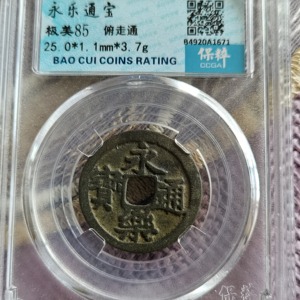 永乐通宝
极美85 俯走通
25.0*1.1mm*3.7g
BAO CUI COINS RATING
84920A1671
保粹
CCGA
永樂通寶